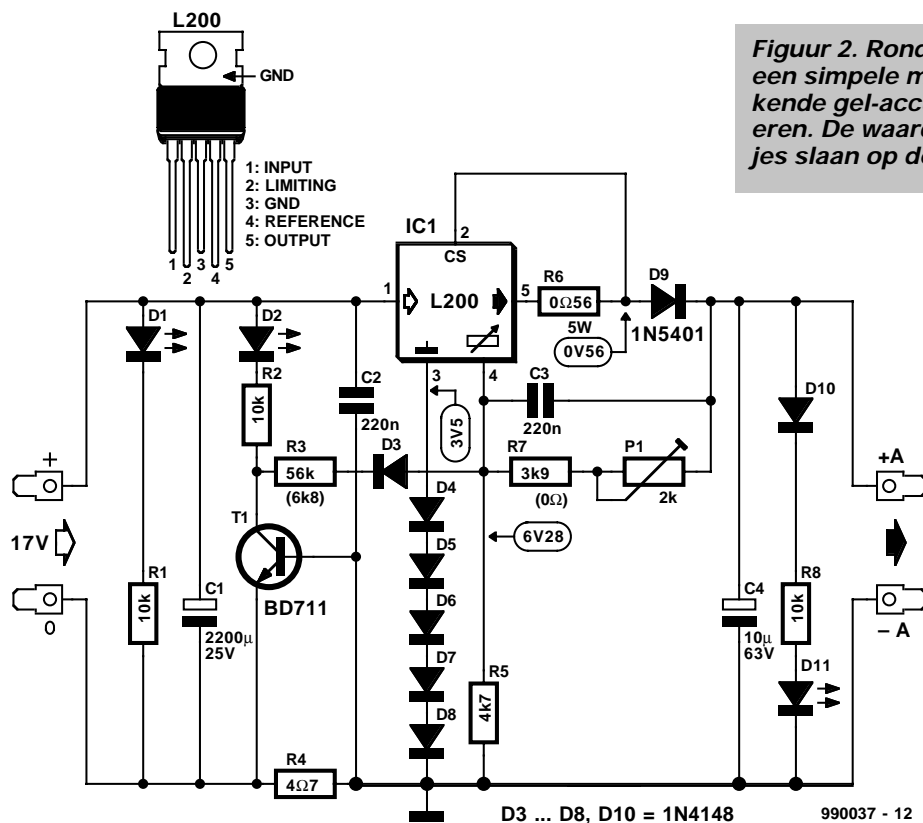 L200
GND
1: INPUT
2: LIMITING
3: GND
4: REFERENCE
5: OUTPUT
1 2 3 4 5
Figuur 2. Rond
een simpele m
kende gel-acc
eren. De waard
jes slaan op de
IC1
2
CS
1
L200
5
3
4
R6
0Ω56
5W
0V56
D9
1N5401
D1
D2
R2
10k
C2
220n
3V5
C3
220n
D10
R3
56k
(6k8)
D3
R7
3k9
(0Ω)
P1
2k
+
17V
0
T1
BD711
D4
D5
D6
D7
D8
6V28
+A
– A
R1
10k
C1
2200µ
25V
R5
4k7
C4
10µ
63V
R8
10k
D11
R4
4Ω7
D3 ... D8, D10 = 1N4148
990037 - 12